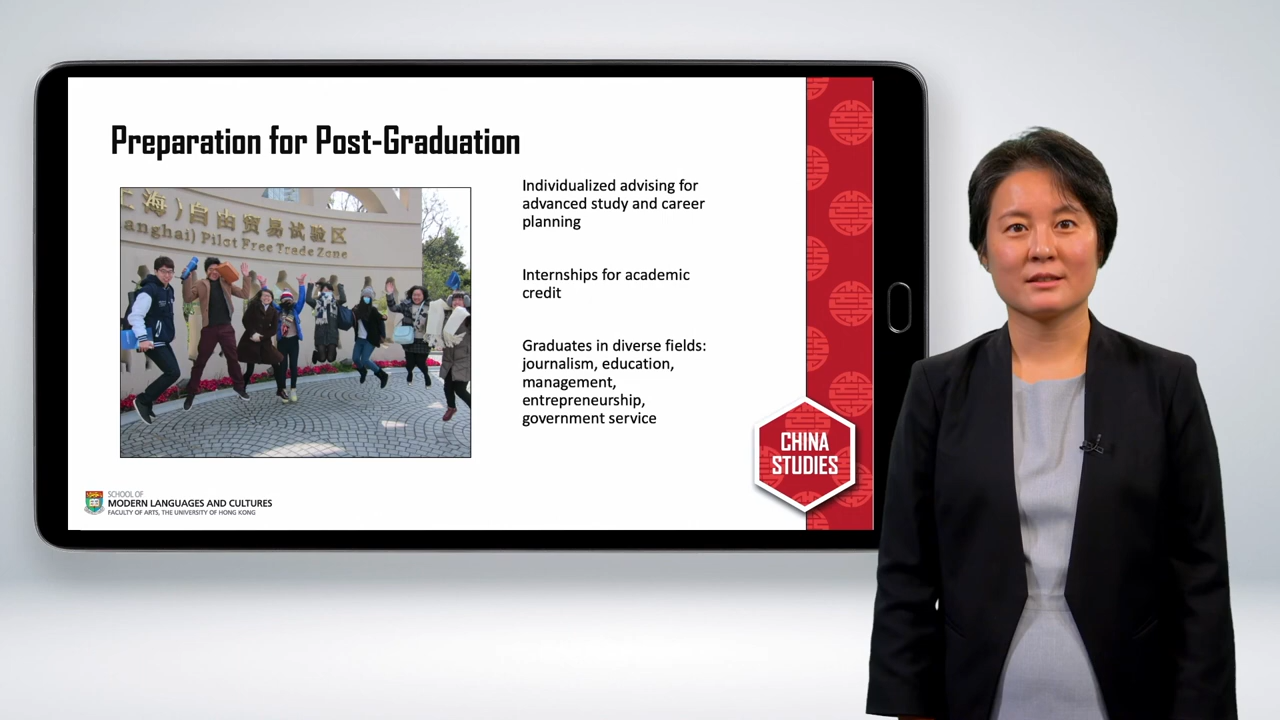 Preparation for Post-Graduation
海）自由贸易试验区
anghai) Pilot Free Trade Zone
Individualized advising for
advanced study and career
planning
Internships for academic
credit
Graduates in diverse fields:
journalism, education,
management,
entrepreneurship,
government service
CHINA
STUDIES
SCHOOL OF
MODERN LANGUAGES AND CULTURES
FACULTY OF ARTS, THE UNIVERSITY OF HONG KONG